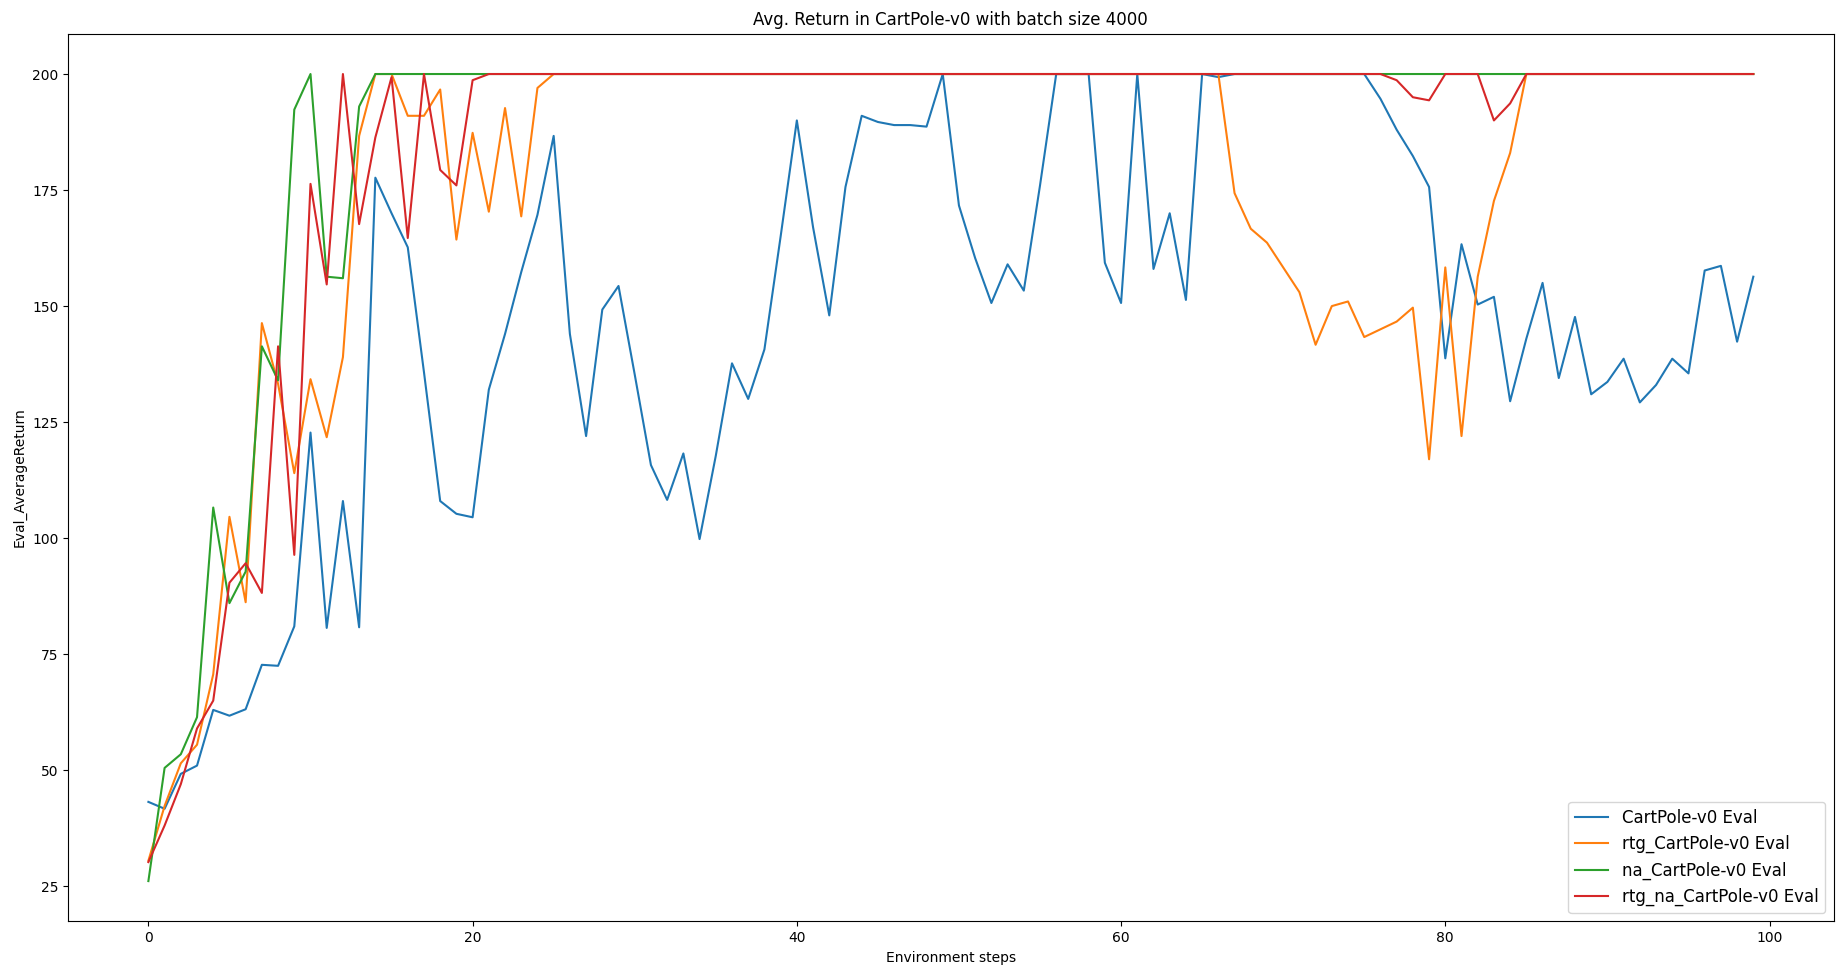 Avg. Return in CartPole-v0 with batch size 4000
Eval_AverageReturn
200
175
150
125
100
75
50
25
0 20 40 60 80 100
Environment steps
CartPole-v0 Eval
rtg_CartPole-v0 Eval
na_CartPole-v0 Eval
rtg_na_CartPole-v0 Eval